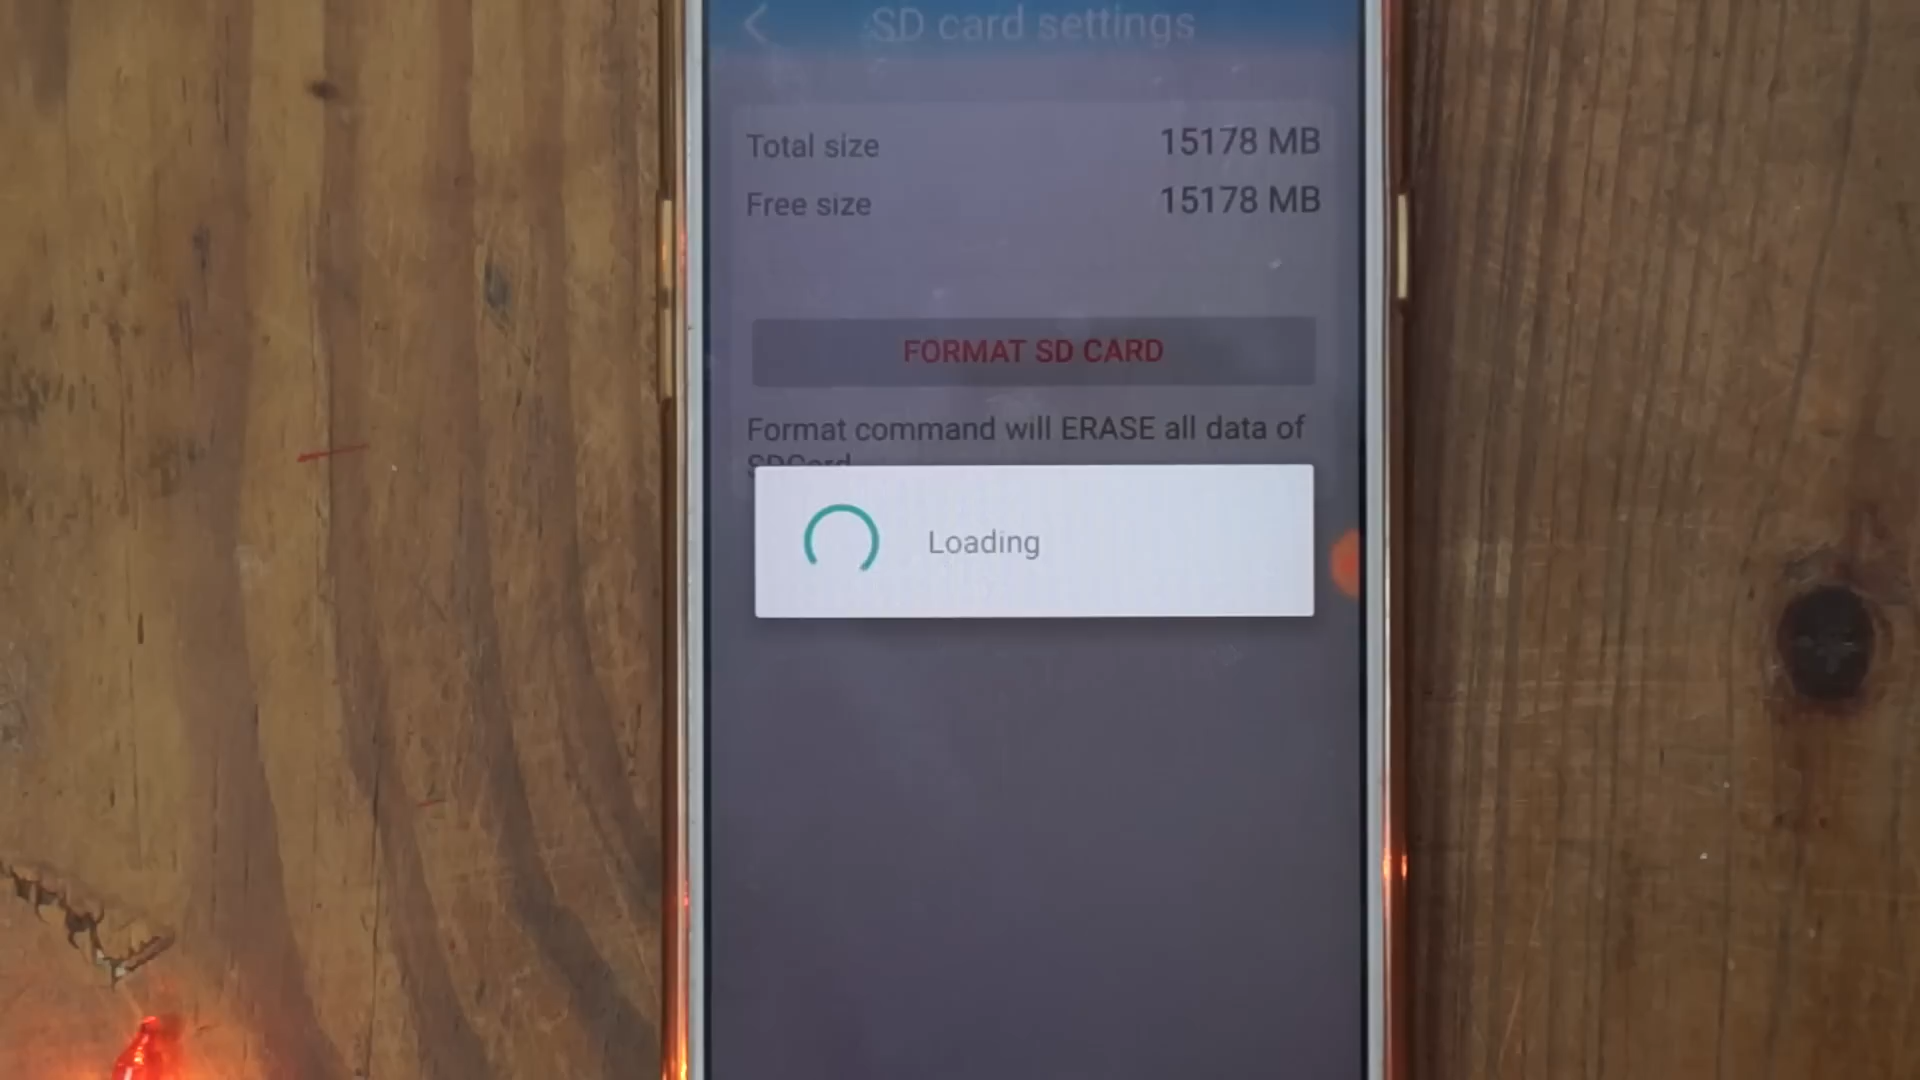 SD card settings
Total size 15178 MB
Free size 15178 MB
FORMAT SD CARD
Format command will ERASE all data of
SDCard
Loading